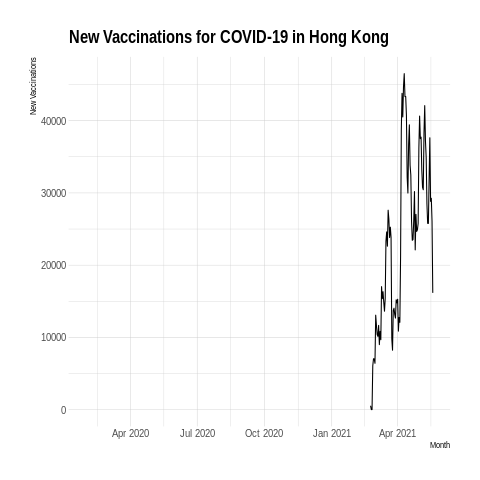 New Vaccinations for COVID-19 in Hong Kong
New Vaccinations
40000
30000
20000
10000
0
Apr 2020 Jul 2020 Oct 2020 Jan 2021 Apr 2021
Month